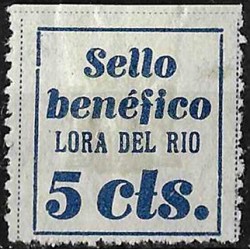 Sello
benéfico
LORA DEL RIO
5 cts.